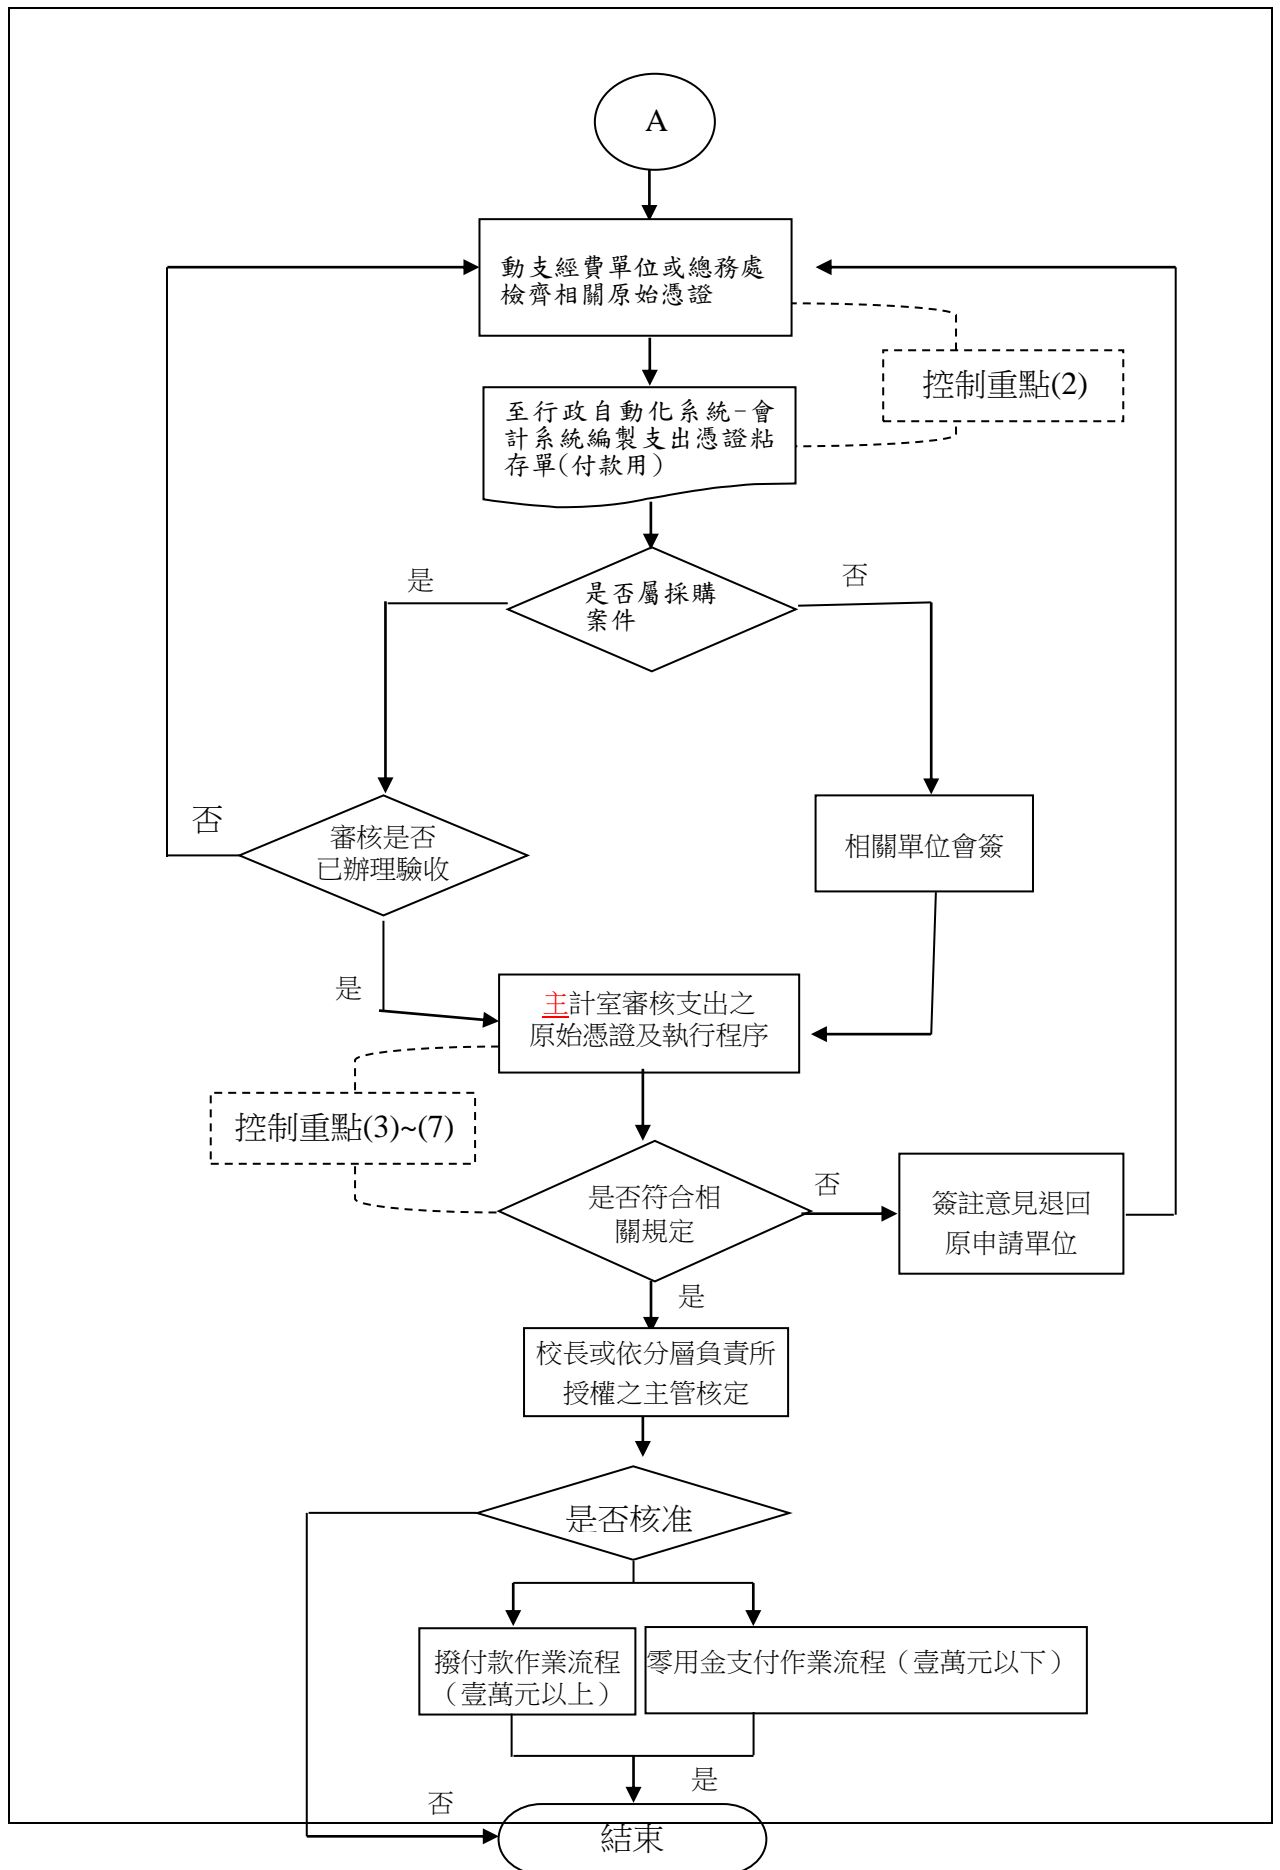 A
動支經費單位或總務處
檢齊相關原始憑證
控制重點(2)
至行政自動化系統-會
計系統編製支出憑證粘
存單(付款用)
是
否
是否屬採購
案件
否
審核是否
已辦理驗收
相關單位會簽
是
主計室審核支出之
原始憑證及執行程序
控制重點(3)~(7)
是否符合相
關規定
否
簽註意見退回
原申請單位
是
校長或依分層負責所
授權之主管核定
是否核准
撥付款作業流程
（壹萬元以上）
零用金支付作業流程（壹萬元以下）
是
否
結束